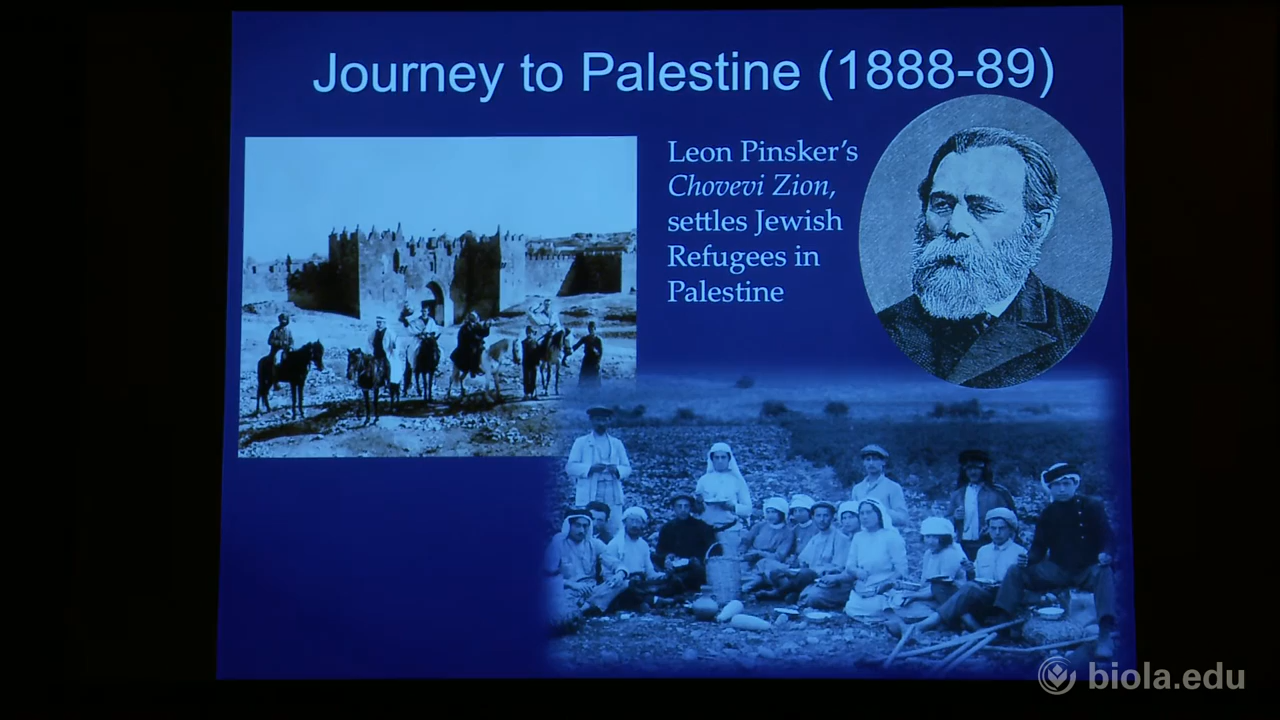 Journey to Palestine (1888-89)
Leon Pinsker’s
Chovevi Zion,
settles Jewish
Refugees in
Palestine
biola.edu